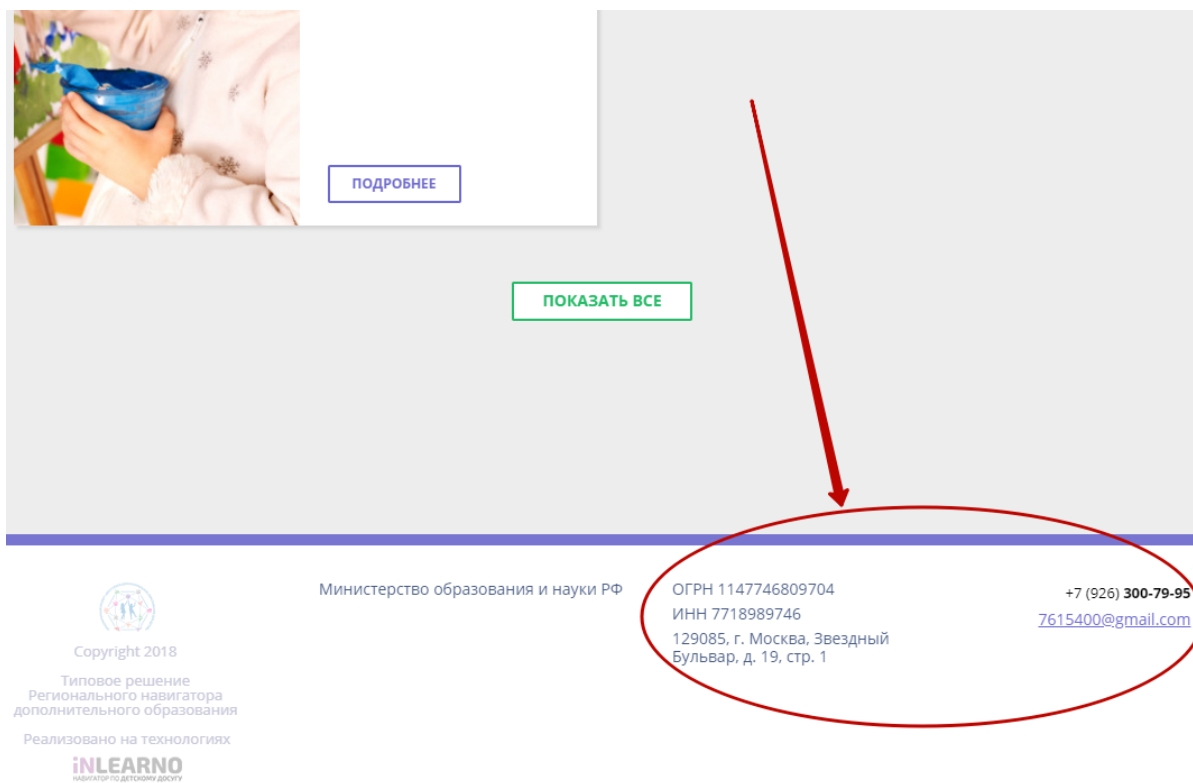 ПОДРОБНЕЕ
ПОКАЗАТЬ ВСЕ
Copyright 2018
Типовое решение
Регионального навигатора
дополнительного образования
Реализовано на технологиях
iNLEARNO
НАВИГАТОР ПО ДЕТСКОМУ ДОСУГУ
Министерство образования и науки РФ
ОГРН 1147746809704
ИНН 7718989746
129085, г. Москва, Звездный
Бульвар, д. 19, стр. 1
+7 (926) 300-79-95
7615400@gmail.com